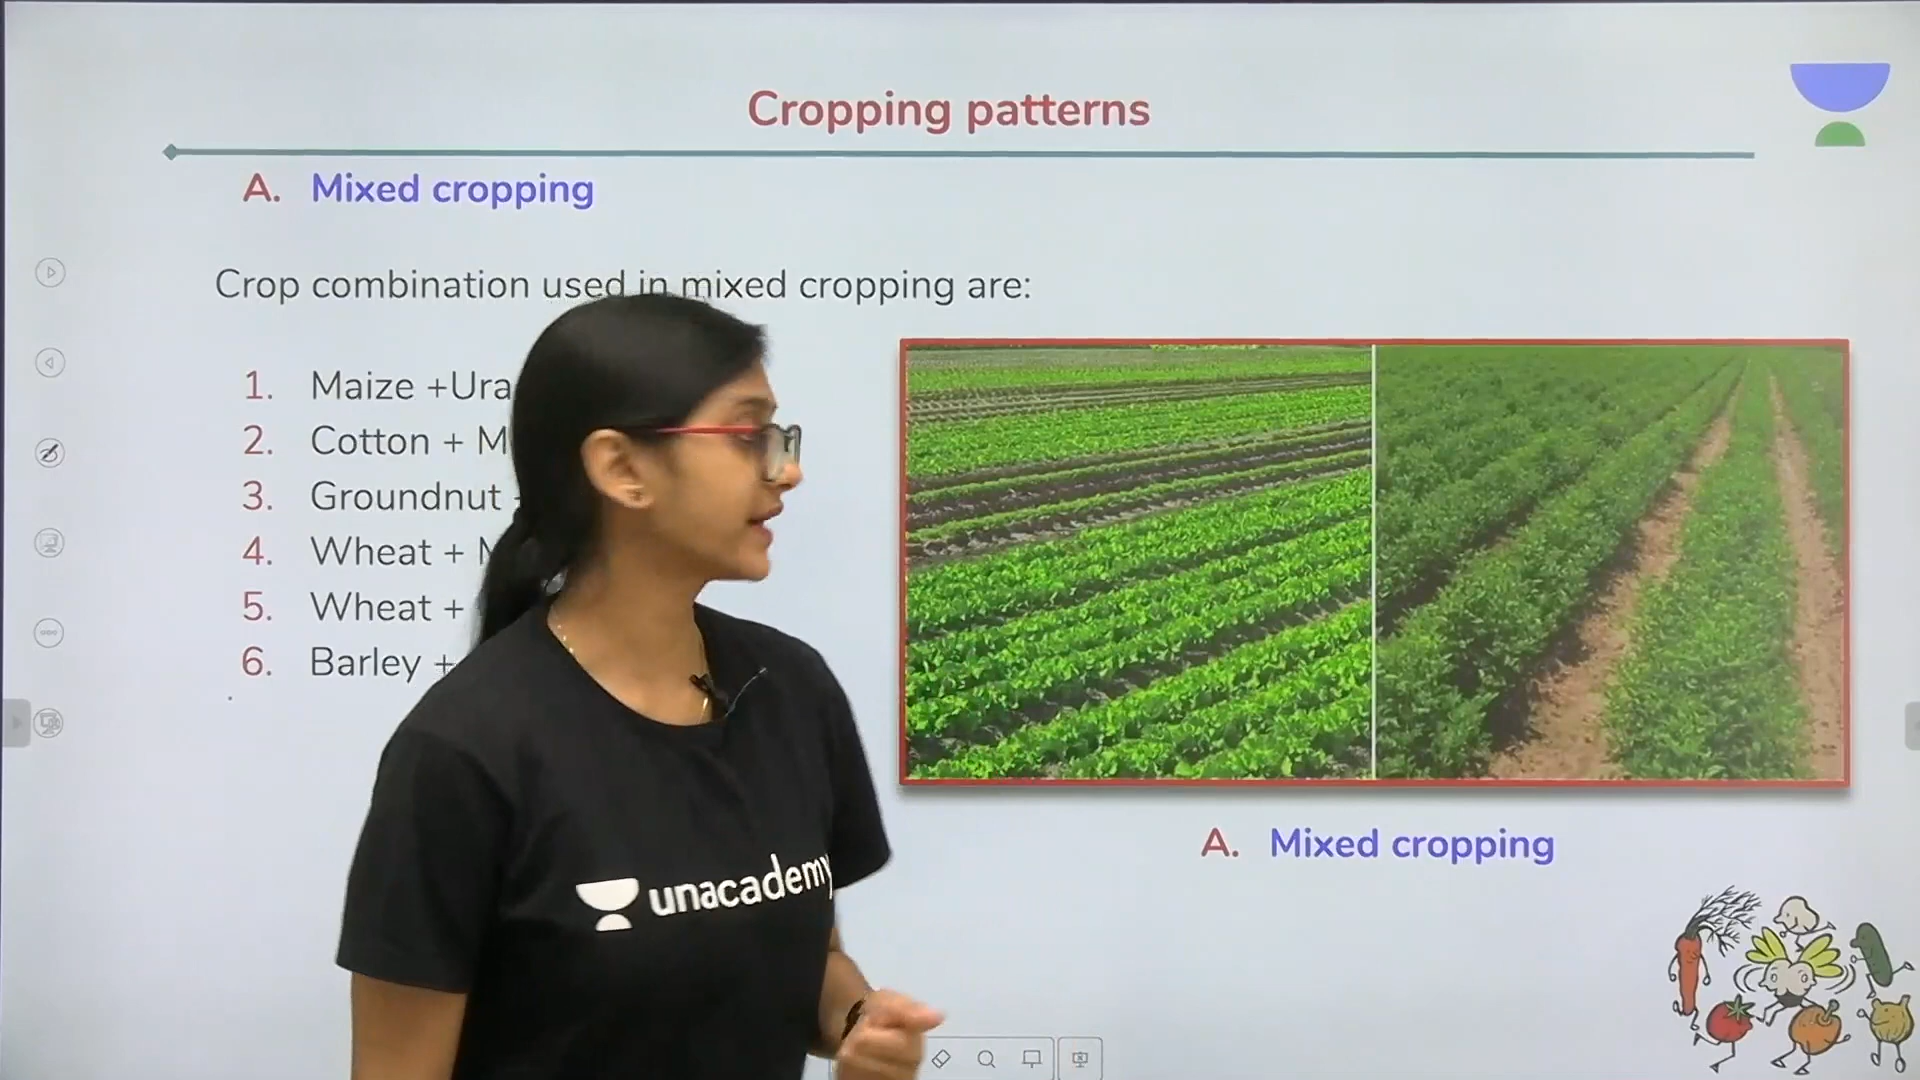 Cropping patterns
A. Mixed cropping
Crop combination used in mixed cropping are:
1. Maize +
2. Cotton +
3. Groundnut
4. Wheat +
5. Wheat +
6. Barley +
A. Mixed cropping
unacademy